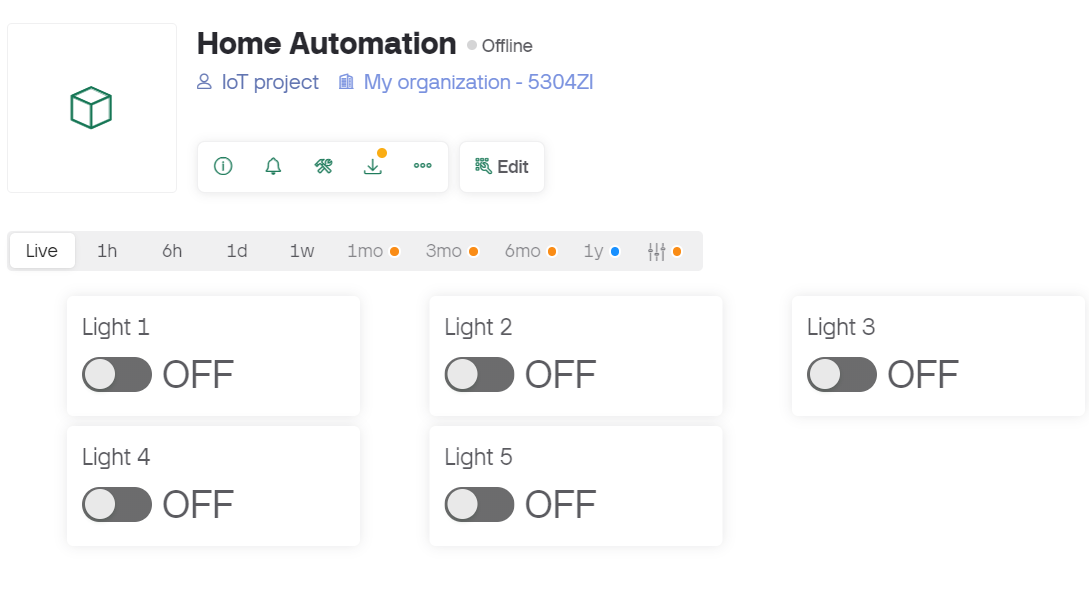 Home Automation Offline
IoT project My organization - 5304ZI
Edit
Live 1h 6h 1d 1w 1mo 3mo 6mo 1y
Light 1 Light 2 Light 3
OFF OFF OFF
Light 4 Light 5
OFF OFF